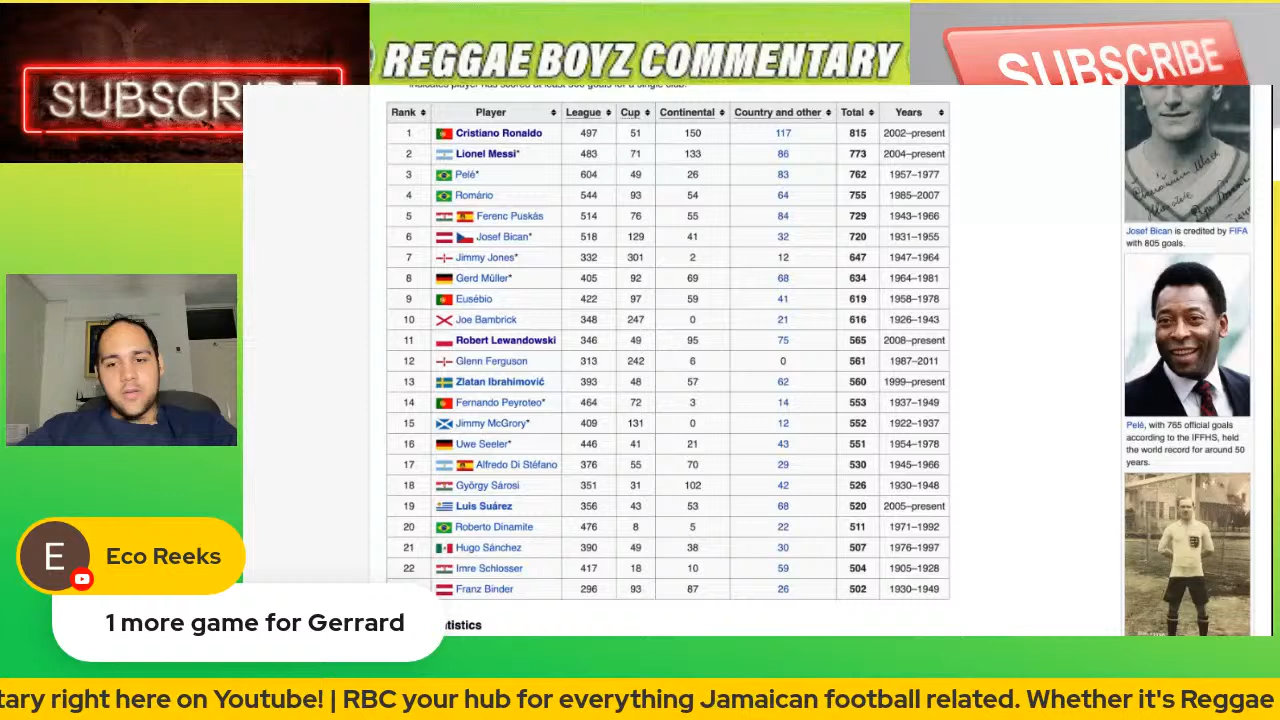 SUBSCR
REGGAE BOYZ COMMENTARY
SUBSCRIBE
Rank Player League Cup Continental Country and other Total Years
1 Cristiano Ronaldo 497 51 150 117 815 2002–present
2 Lionel Messi* 483 71 133 86 773 2004–present
3 Pelé* 604 49 26 83 762 1957–1977
4 Romário 544 93 54 64 755 1985–2007
5 Ferenc Puskás 514 76 55 84 729 1943–1966
6 Josef Bican* 518 129 41 32 720 1931–1955
7 Jimmy Jones* 332 301 2 12 647 1947–1964
8 Gerd Müller* 405 92 69 68 634 1964–1981
9 Eusébio 422 97 59 41 619 1958–1978
10 Joe Bambrick 348 247 0 21 616 1926–1943
11 Robert Lewandowski 346 49 95 75 565 2008–present
12 Glenn Ferguson 313 242 6 0 561 1987–2011
13 Zlatan Ibrahimović 393 48 57 62 560 1999–present
14 Fernando Peyroteo* 464 72 3 14 553 1937–1949
15 Jimmy McGrory* 409 131 0 12 552 1922–1937
16 Uwe Seeler* 446 41 21 43 551 1954–1978
17 Alfredo Di Stéfano 376 55 70 29 530 1945–1966
18 György Sárosi 351 31 102 42 526 1930–1948
19 Luis Suárez 356 43 53 68 520 2005–present
20 Roberto Dinamite 476 8 5 22 511 1971–1992
21 Hugo Sánchez 390 49 38 30 507 1976–1997
22 Imre Schlosser 417 18 10 59 504 1905–1928
Franz Binder 296 93 87 26 502 1930–1949
tistics
Josef Bican is credited by FIFA
with 805 goals.
Pelé, with 765 official goals
according to the IFFHS, held
the world record for around 50
years.
E Eco Reeks
1 more game for Gerrard
tary right here on Youtube! | RBC your hub for everything Jamaican football related. Whether it's Reggae